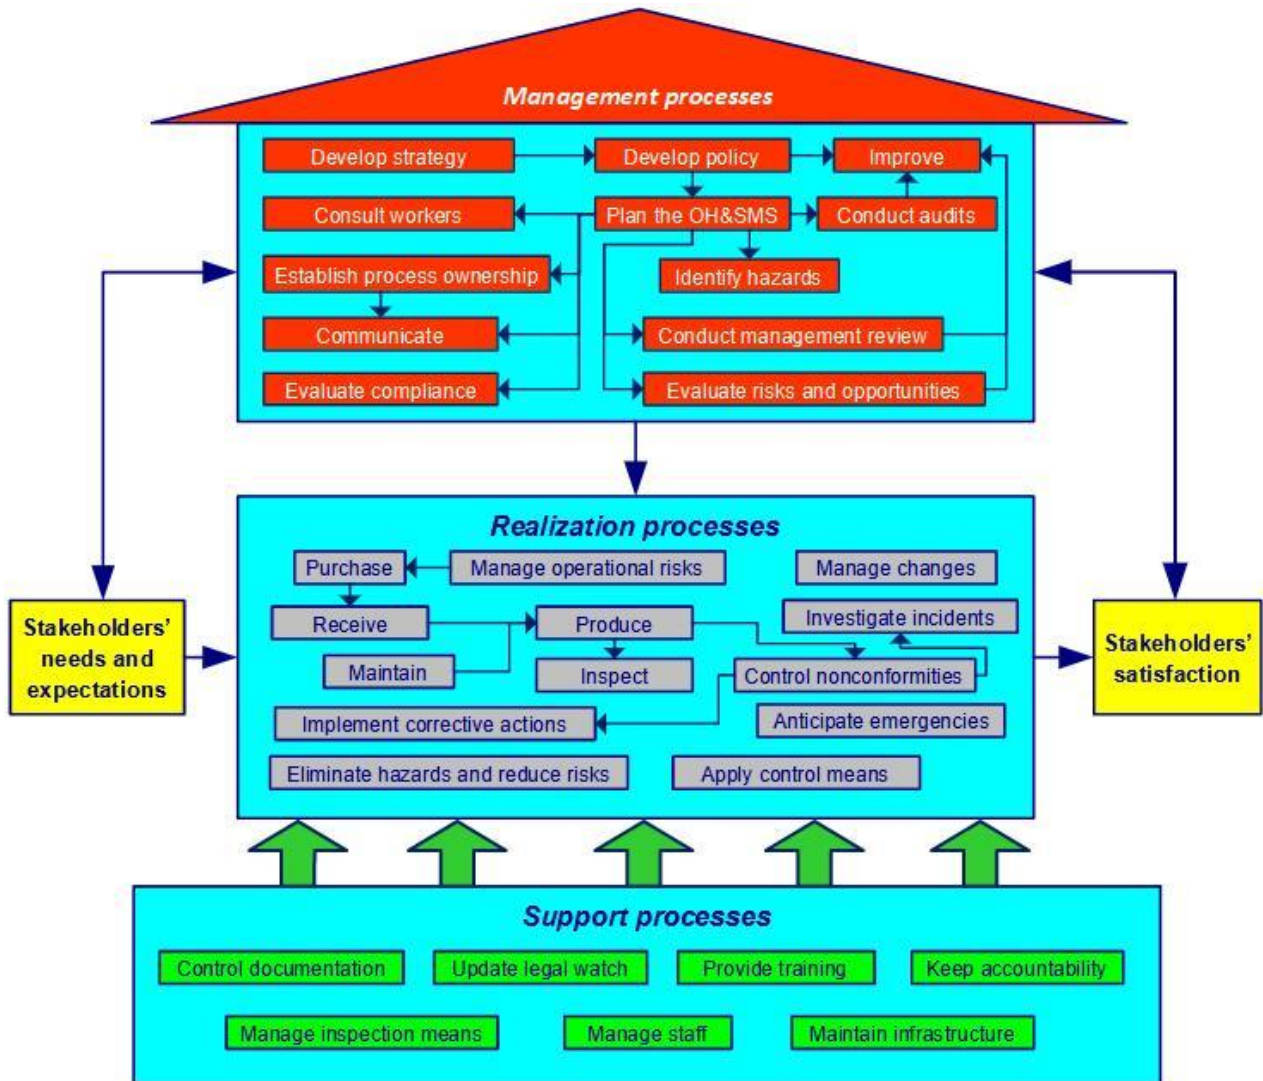 Management processes
Develop strategy
Develop policy
Improve
Consult workers
Plan the OH&SMS
Conduct audits
Establish process ownership
Identify hazards
Communicate
Conduct management review
Evaluate compliance
Evaluate risks and opportunities
Realization processes
Purchase
Manage operational risks
Manage changes
Receive
Produce
Investigate incidents
Maintain
Inspect
Control nonconformities
Implement corrective actions
Anticipate emergencies
Eliminate hazards and reduce risks
Apply control means
Stakeholders'
needs and
expectations
Stakeholders'
satisfaction
Support processes
Control documentation
Update legal watch
Provide training
Keep accountability
Manage inspection means
Manage staff
Maintain infrastructure